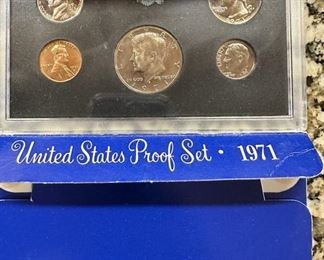 United States Proof Set · 1971